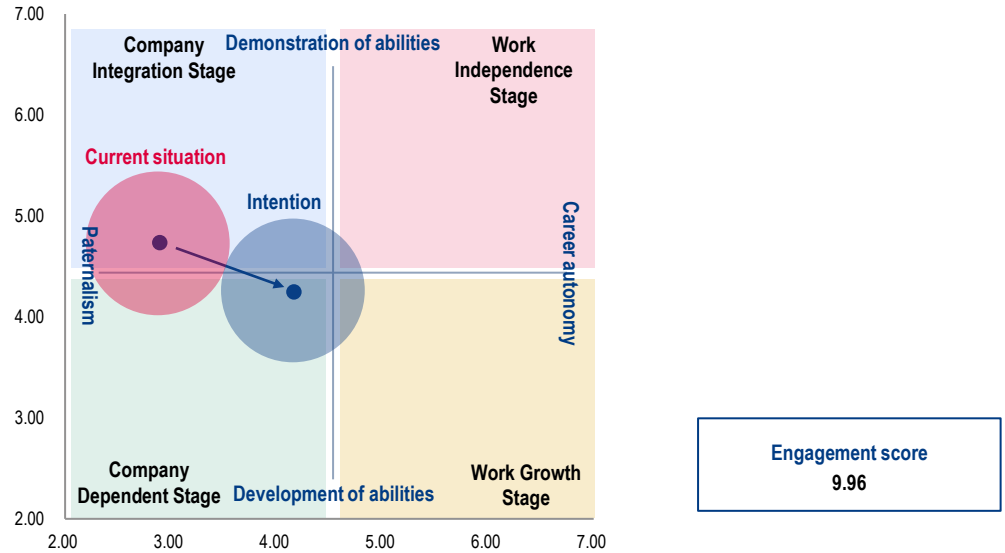 7.00
Company
Integration Stage
Demonstration of abilities
Work
Independence
Stage
6.00
Current situation
Intention
5.00
Paternalism
Career autonomy
4.00
3.00
Engagement score
9.96
Company
Dependent Stage
Development of abilities
Work Growth
Stage
2.00
2.00 3.00 4.00 5.00 6.00 7.00